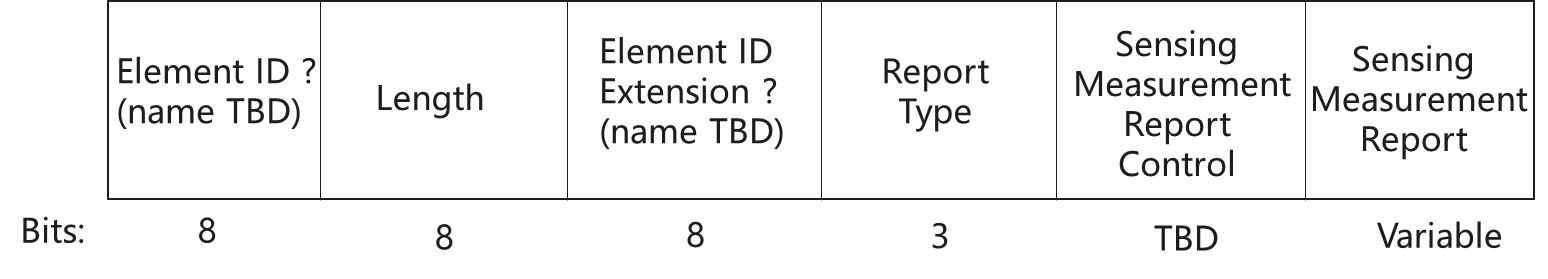 Element ID ?
(name TBD)
Length
Element ID
Extension ?
(name TBD)
Report
Type
Sensing
Measurement
Report
Control
Sensing
Measurement
Report
Bits: 8 8 8 3 TBD Variable